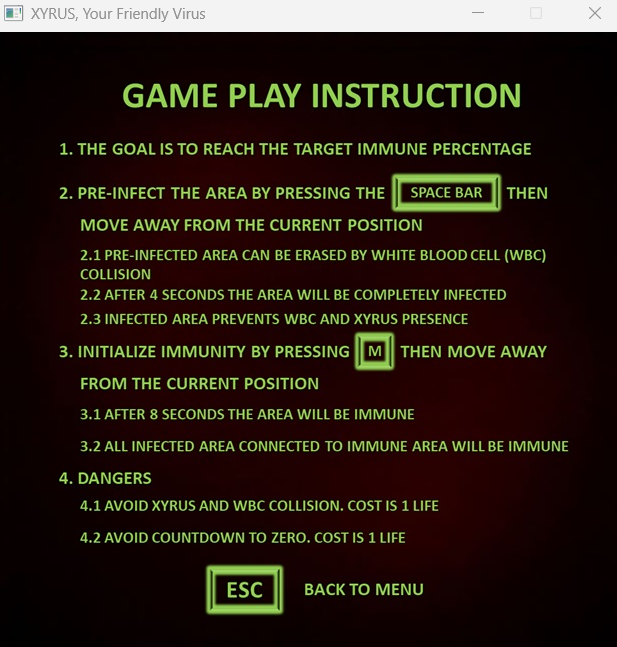 XYRUS, Your Friendly Virus
GAME PLAY INSTRUCTION
1. THE GOAL IS TO REACH THE TARGET IMMUNE PERCENTAGE
2. PRE-INFECT THE AREA BY PRESSING THE SPACE BAR THEN
MOVE AWAY FROM THE CURRENT POSITION
2.1 PRE-INFECTED AREA CAN BE ERASED BY WHITE BLOOD CELL (WBC)
COLLISION
2.2 AFTER 4 SECONDS THE AREA WILL BE COMPLETELY INFECTED
2.3 INFECTED AREA PREVENTS WBC AND XYRUS PRESENCE
3. INITIALIZE IMMUNITY BY PRESSING M THEN MOVE AWAY
FROM THE CURRENT POSITION
3.1 AFTER 8 SECONDS THE AREA WILL BE IMMUNE
3.2 ALL INFECTED AREA CONNECTED TO IMMUNE AREA WILL BE IMMUNE
4. DANGERS
4.1 AVOID XYRUS AND WBC COLLISION. COST IS 1 LIFE
4.2 AVOID COUNTDOWN TO ZERO. COST IS 1 LIFE
ESC BACK TO MENU